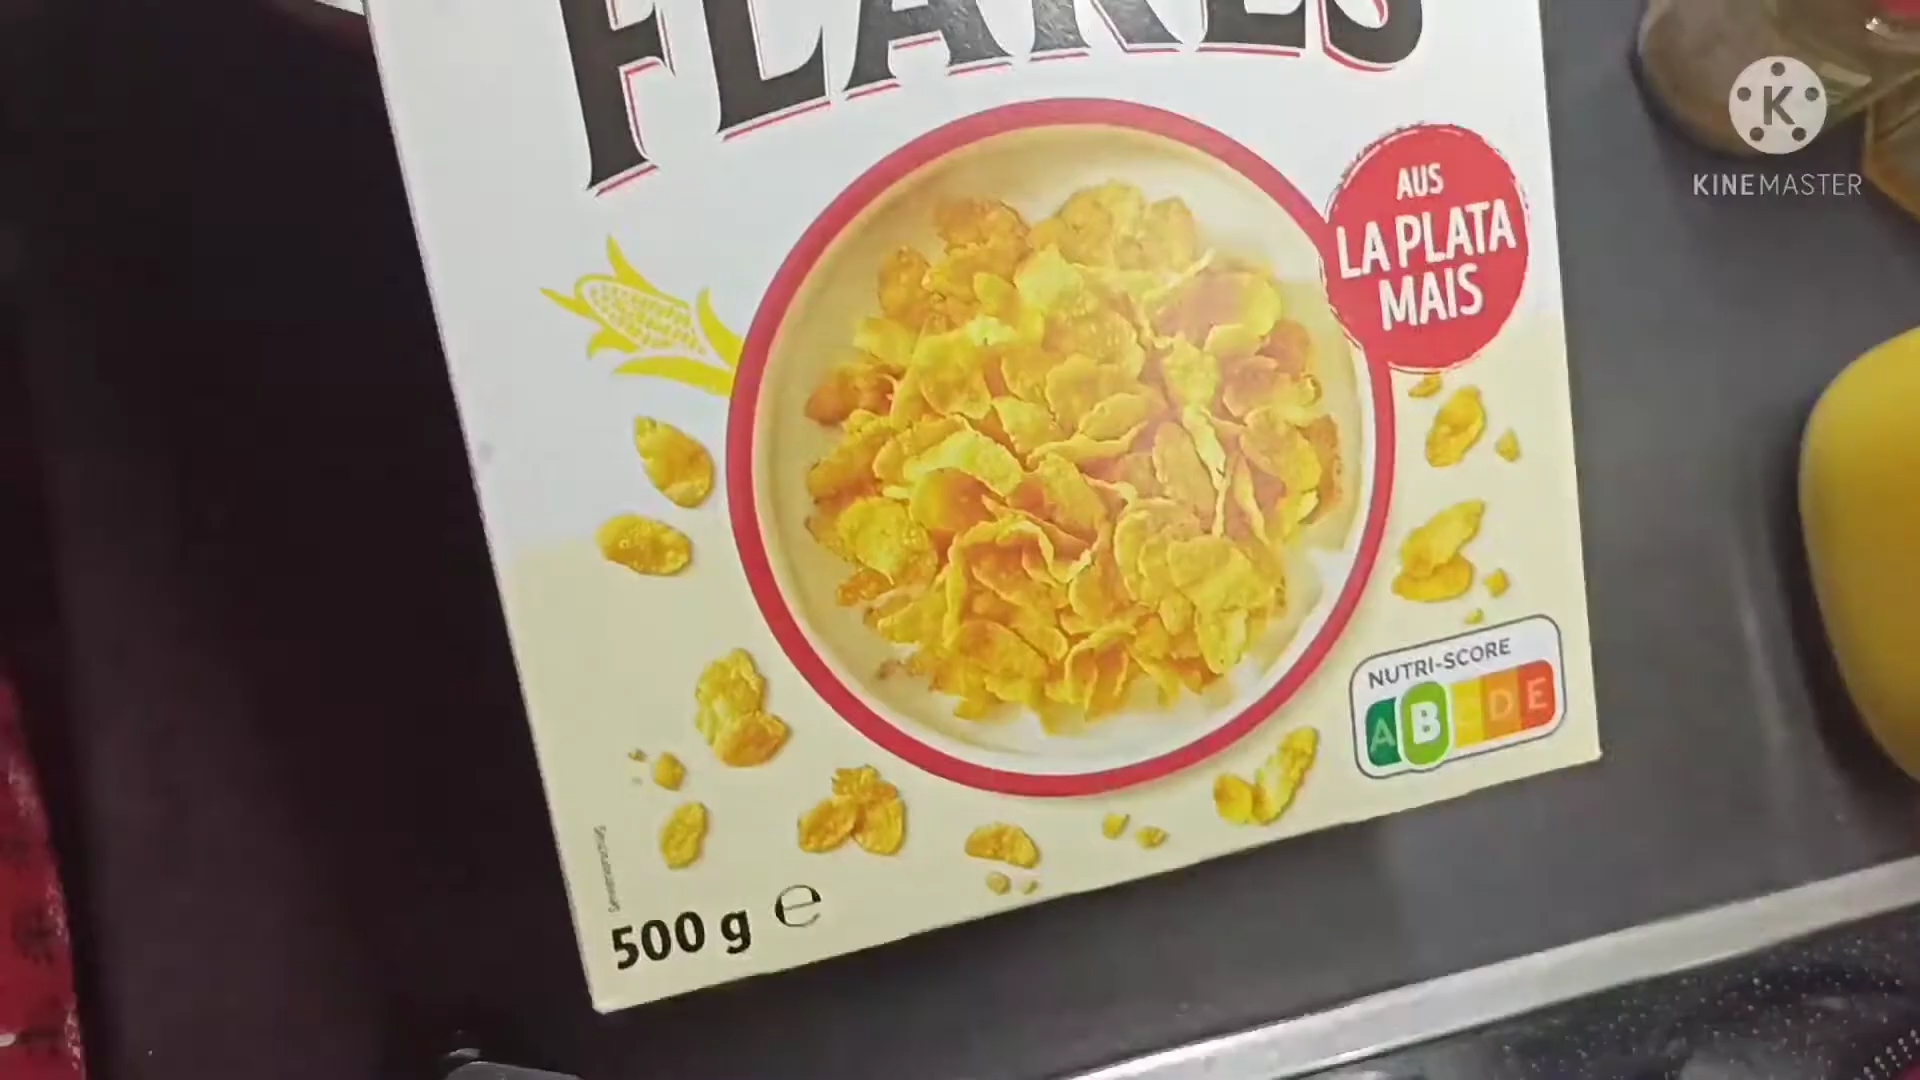 FLAKES
AUS
LA PLATA
MAIS
KINEMASTER
NUTRI-SCORE
A B C D E
500 g e